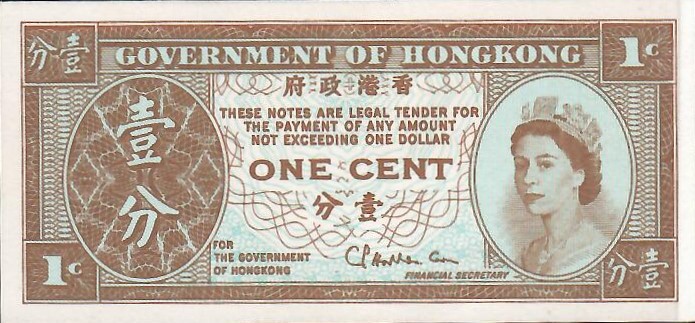 分壹
GOVERNMENT OF HONGKONG
1c
府政港香
THESE NOTES ARE LEGAL TENDER FOR
THE PAYMENT OF ANY AMOUNT
NOT EXCEEDING ONE DOLLAR
壹
分
ONE CENT
分壹
FOR
THE GOVERNMENT
OF HONGKONG
FINANCIAL SECRETARY
1c
分壹